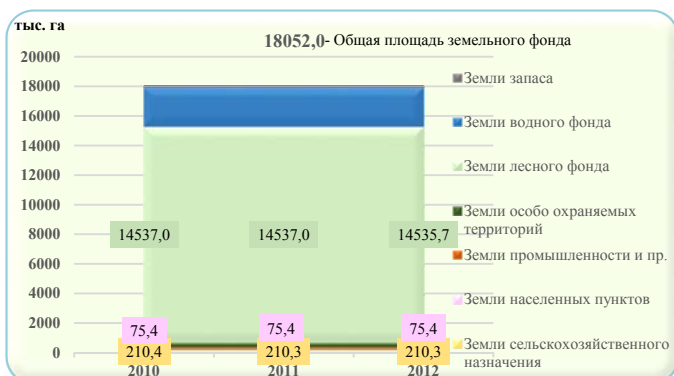 тыс. га
18052,0- Общая площадь земельного фонда
20000
18000
16000
14000
12000
10000
8000
6000
4000
2000
0
14537,0 14537,0 14535,7
75,4 75,4 75,4
210,4 210,3 210,3
2010 2011 2012
Земли запаса
Земли водного фонда
Земли лесного фонда
Земли особо охраняемых
территорий
Земли промышленности и пр.
Земли населенных пунктов
Земли сельскохозяйственного
назначения